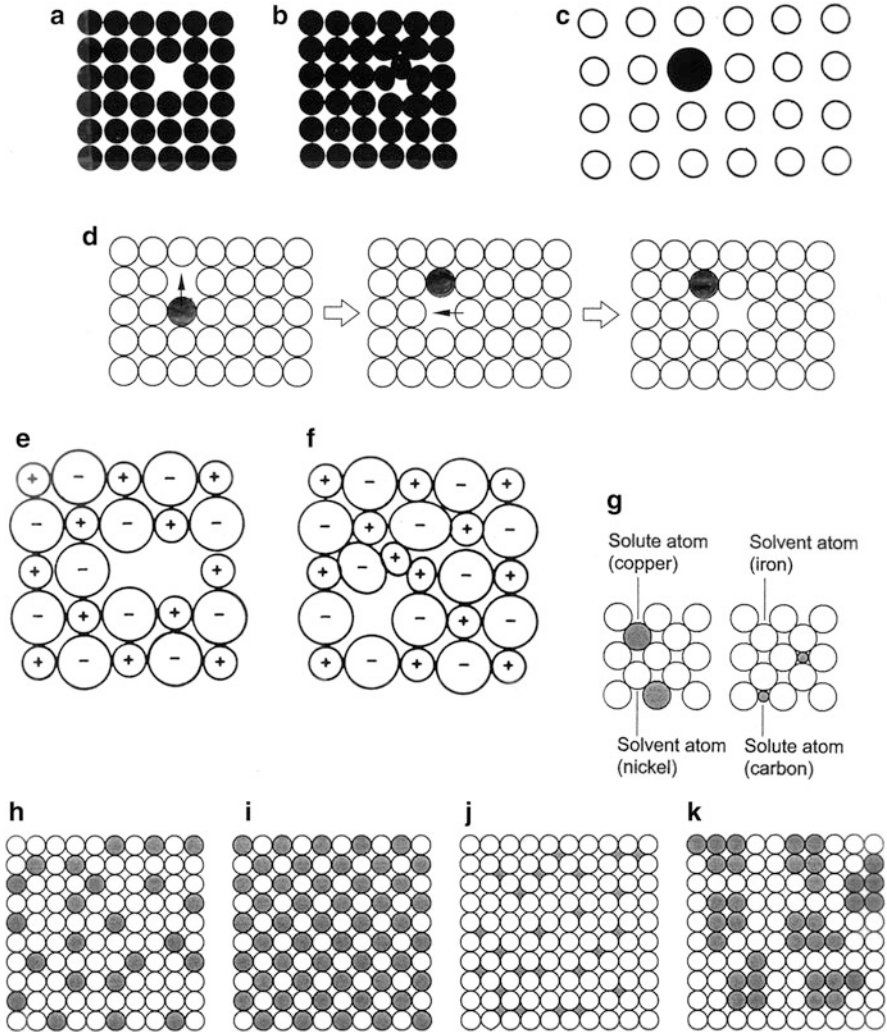 a
b
c
d
e
f
+ - + - +
- + - + -
+ - +
- + - + -
+ - + - +
+ - + - +
- + - + -
+ - + + - +
- - + -
+ - + - +
g
Solute atom
(copper)
Solvent atom
(iron)
Solvent atom
(nickel)
Solute atom
(carbon)
h
i
j
k